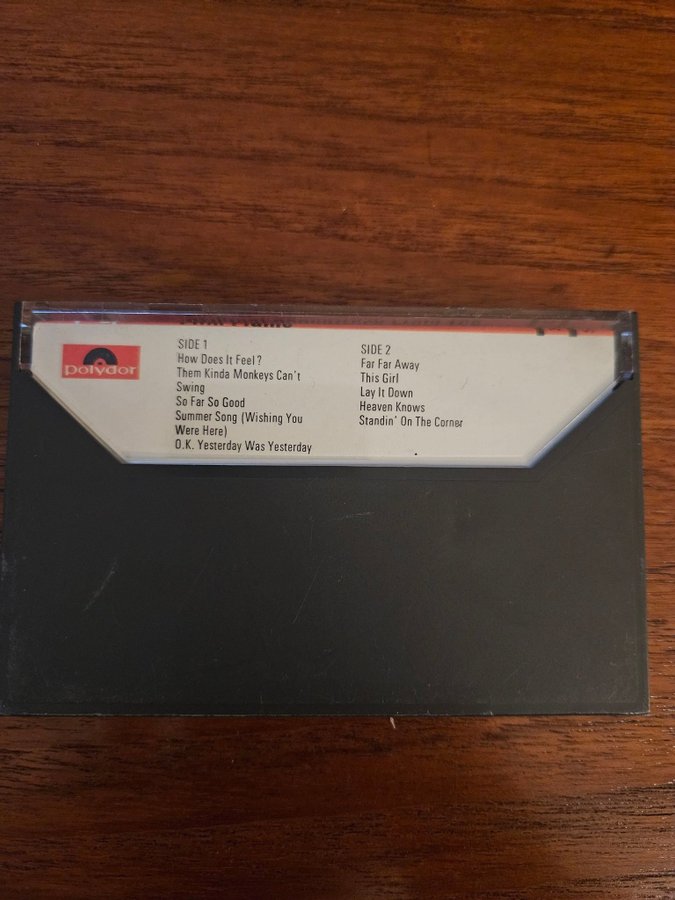 polydor
SIDE 1
How Does It Feel?
Them Kinda Monkeys Can't
Swing
So Far So Good
Summer Song (Wishing You
Were Here)
O.K. Yesterday Was Yesterday
SIDE 2
Far Far Away
This Girl
Lay It Down
Heaven Knows
Standin' On The Corner